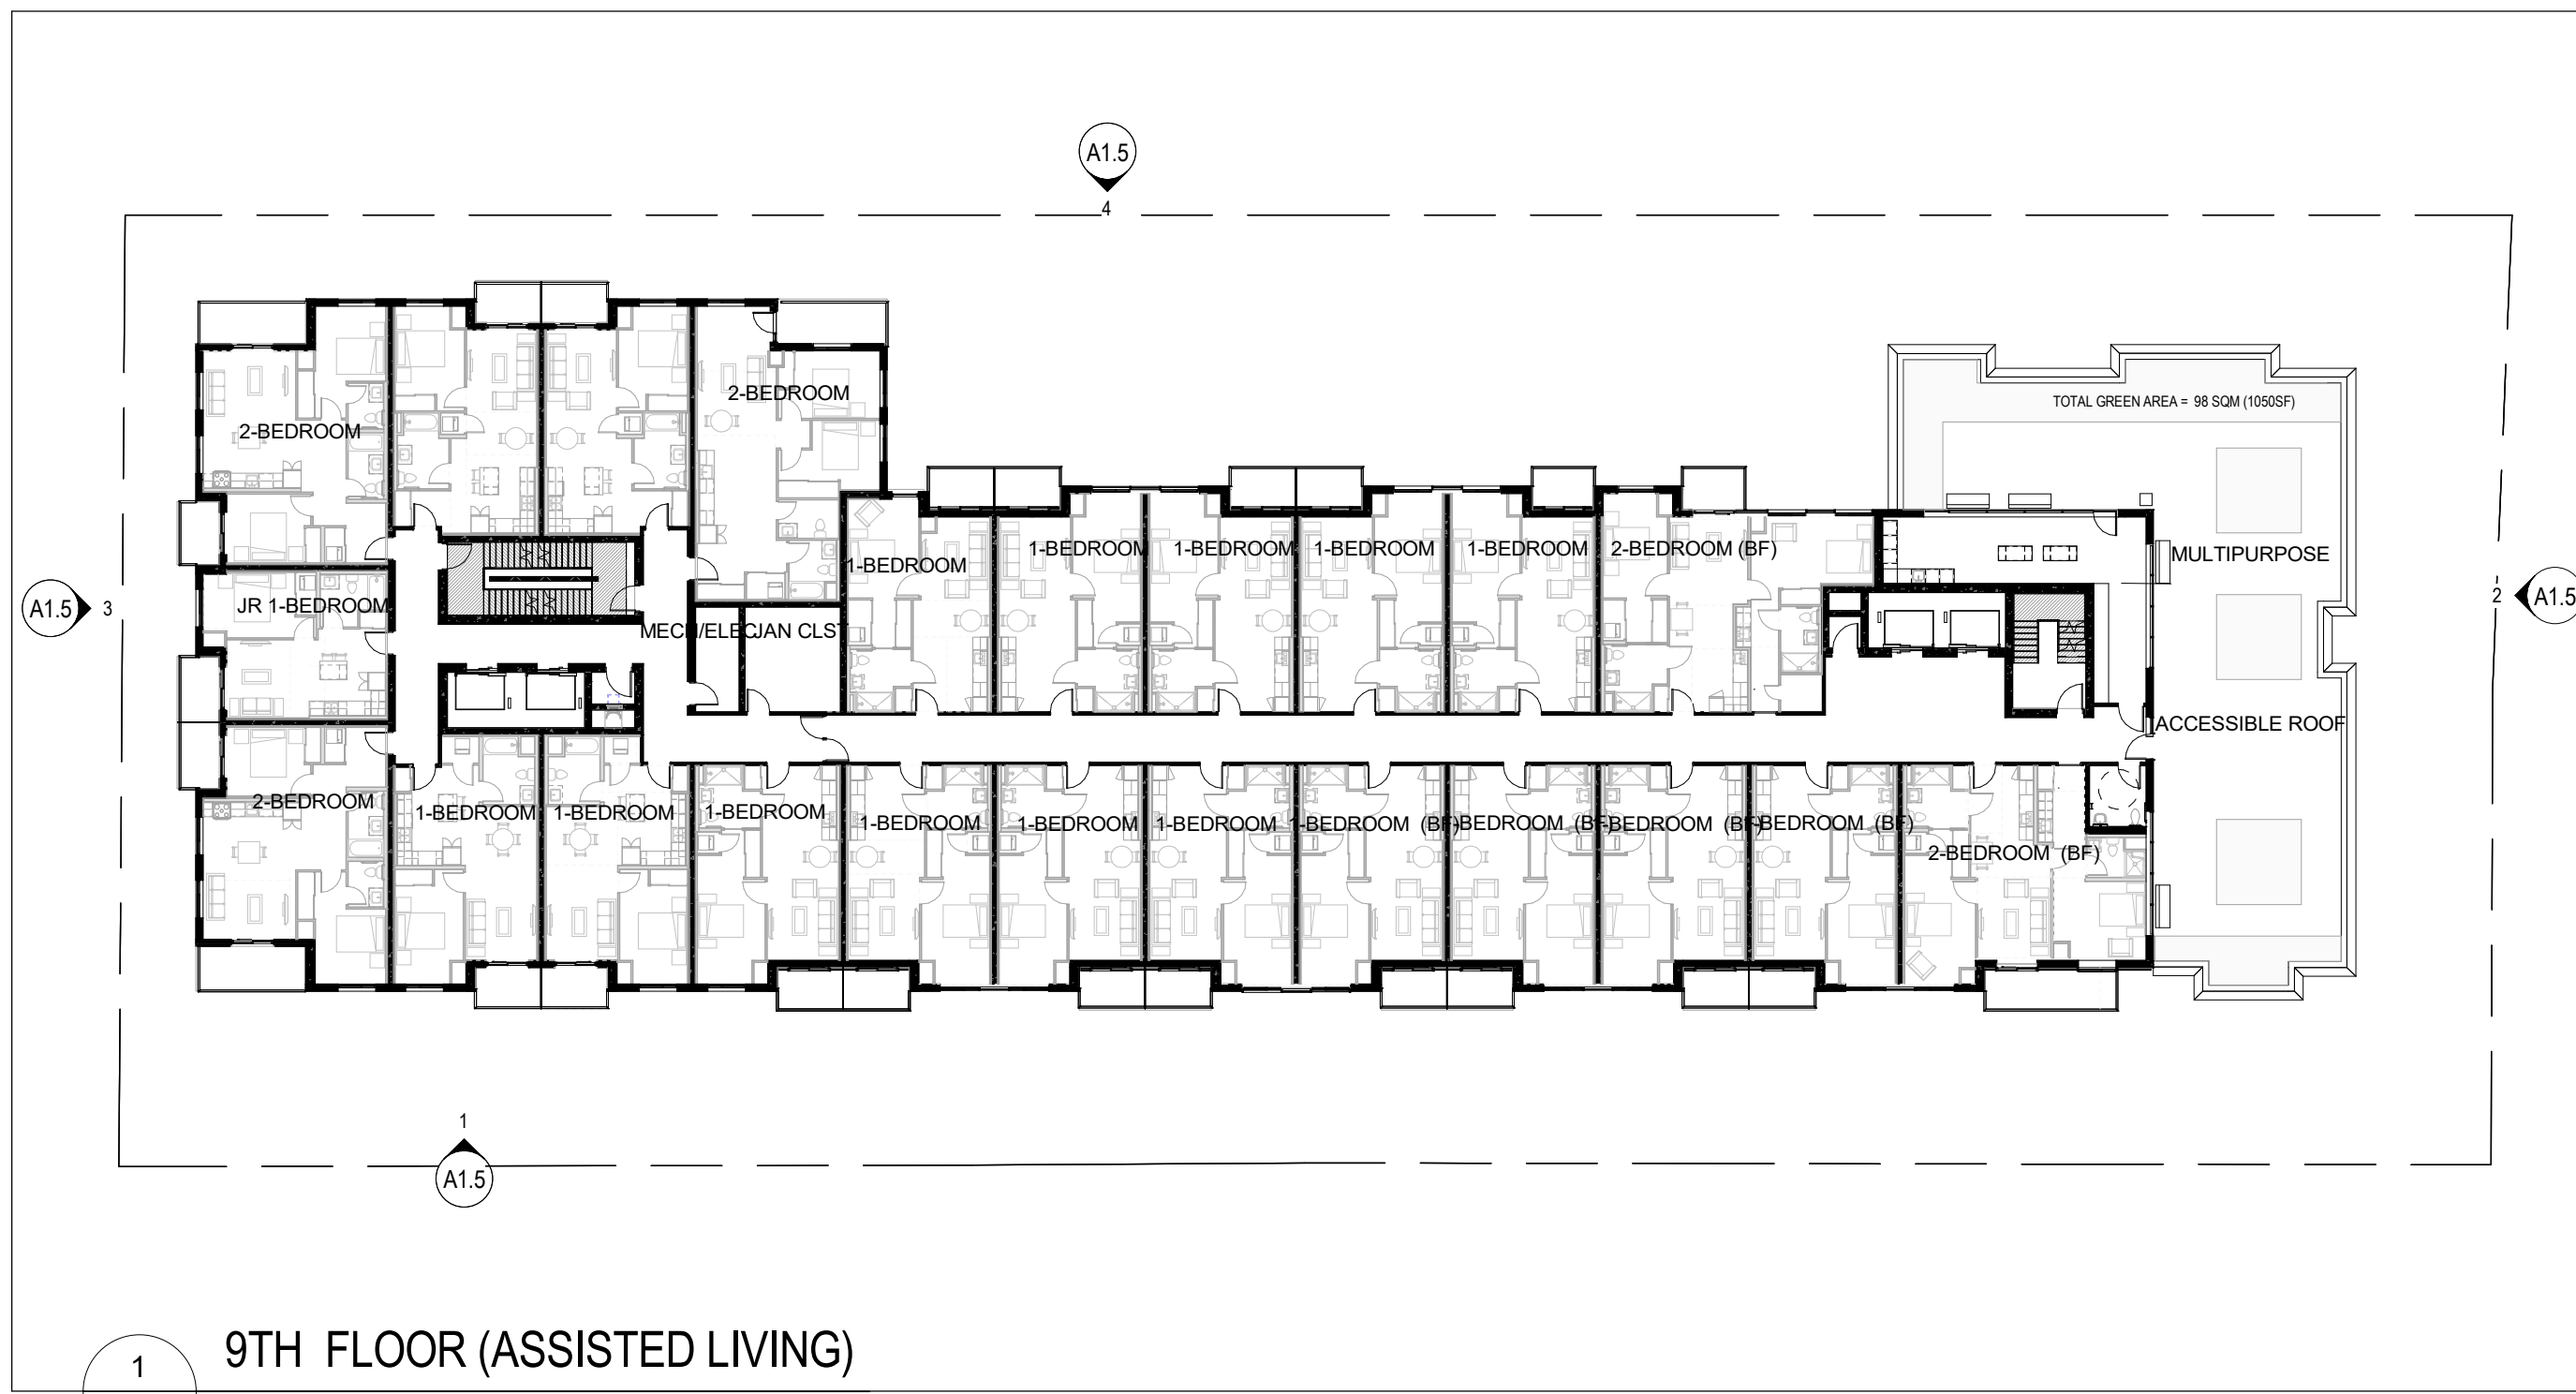 A1.5
4
2-BEDROOM
TOTAL GREEN AREA = 98 SQM (1050SF)
2-BEDROOM
1-BEDROOM
1-BEDROOM
1-BEDROOM
1-BEDROOM
2-BEDROOM (BF)
MULTIPURPOSE
1-BEDROOM
A1.5
3
JR 1-BEDROOM
2
A1.5
MECH/ELEC
JAN CLST
ACCESSIBLE ROOF
2-BEDROOM
1-BEDROOM
1-BEDROOM
1-BEDROOM
1-BEDROOM
1-BEDROOM
1-BEDROOM
1-BEDROOM (BF)
1-BEDROOM (BF)
1-BEDROOM (BF)
1-BEDROOM (BF)
2-BEDROOM (BF)
1
A1.5
1
9TH FLOOR (ASSISTED LIVING)